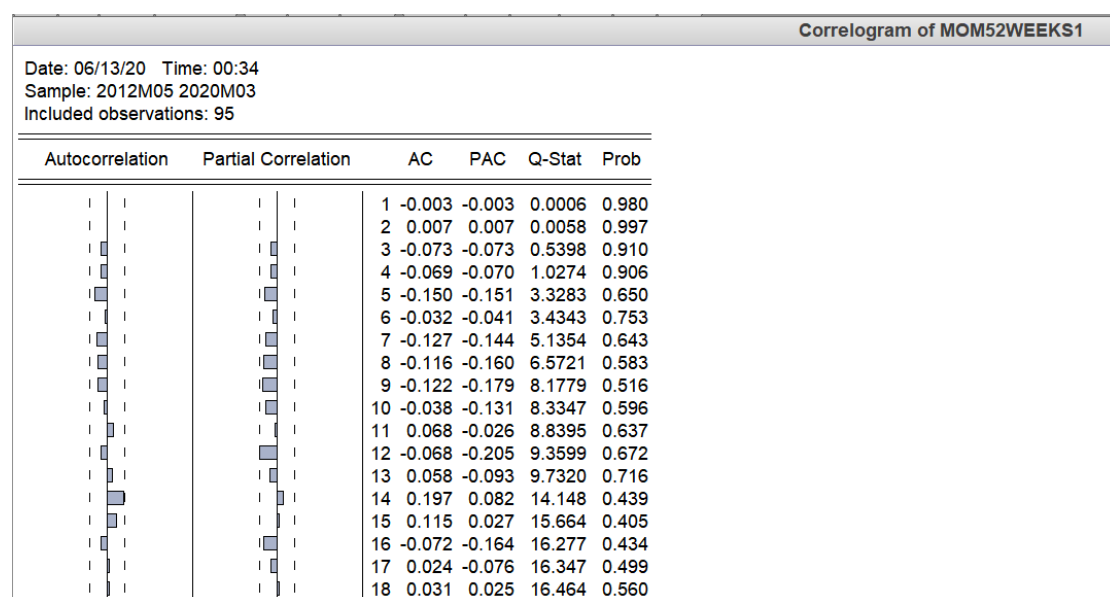 Correlogram of MOM52WEEKS1
Date: 06/13/20 Time: 00:34
Sample: 2012M05 2020M03
Included observations: 95
Autocorrelation Partial Correlation AC PAC Q-Stat Prob
1 -0.003 -0.003 0.0006 0.980
2 0.007 0.007 0.0058 0.997
3 -0.073 -0.073 0.5398 0.910
4 -0.069 -0.070 1.0274 0.906
5 -0.150 -0.151 3.3283 0.650
6 -0.032 -0.041 3.4343 0.753
7 -0.127 -0.144 5.1354 0.643
8 -0.116 -0.160 6.5721 0.583
9 -0.122 -0.179 8.1779 0.516
10 -0.038 -0.131 8.3347 0.596
11 0.068 -0.026 8.8395 0.637
12 -0.068 -0.205 9.3599 0.672
13 0.058 -0.093 9.7320 0.716
14 0.197 0.082 14.148 0.439
15 0.115 0.027 15.664 0.405
16 -0.072 -0.164 16.277 0.434
17 0.024 -0.076 16.347 0.499
18 0.031 0.025 16.464 0.560